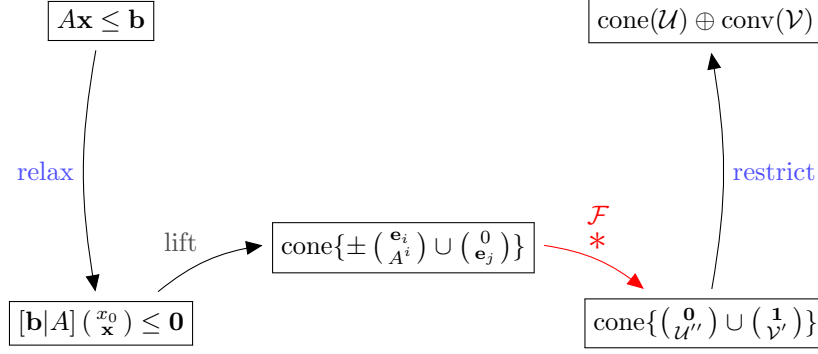 A𝐱 ≤ 𝐛
cone(𝒰) ⊕ conv(𝒱)
relax
restrict
lift
ℱ
*
cone{± (𝐞ᵢ Aⁱ) ∪ (0 𝐞ⱼ)}
[𝐛|A] (x₀ 𝐱) ≤ 𝟎
cone{(𝟎 𝒰′′) ∪ (𝟏 𝒱′)}